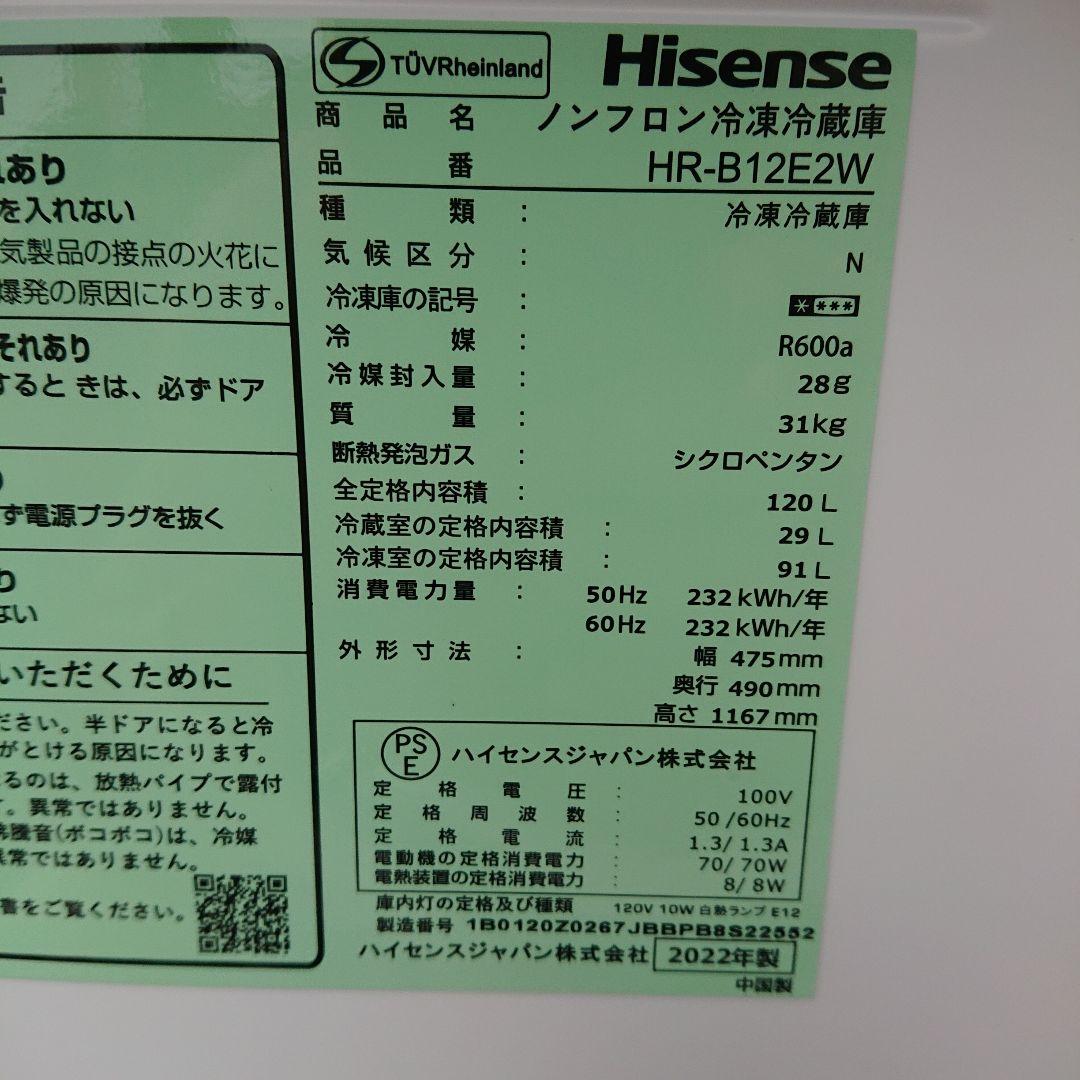 れあり
を入れない
気製品の接点の火花に
爆発の原因になります。
それあり
するときは、必ずドア
ず電源プラグを抜く
り
ない
いただくために
ださい。半ドアになると冷
がとける原因になります。
るのは、放熱パイプで露付
。異常ではありません。
沸騰音(ボコボコ)は、冷媒
異常ではありません。
書をご覧ください。
TÜVRheinland
Hisense
商品名 ノンフロン冷凍冷蔵庫
品番 HR-B12E2W
種類 : 冷凍冷蔵庫
気候区分 : N
冷凍庫の記号 : ****
冷媒 : R600a
冷媒封入量 : 28g
質量 : 31kg
断熱発泡ガス : シクロペンタン
全定格内容積 : 120 L
冷蔵室の定格内容積 : 29 L
冷凍室の定格内容積 : 91 L
消費電力量 : 50Hz 232 kWh/年
60Hz 232 kWh/年
外形寸法 : 幅 475mm
奥行 490mm
高さ 1167mm
PSE ハイセンスジャパン株式会社
定格電圧 : 100V
定格周波数 : 50/60Hz
定格電流 : 1.3/1.3A
電動機の定格消費電力 : 70/70W
電熱装置の定格消費電力 : 8/8W
庫内灯の定格及び種類 120V 10W 白熱ランプ E12
製造番号 1B0120Z0267JBBPB8S22552
ハイセンスジャパン株式会社 2022年製
中国製